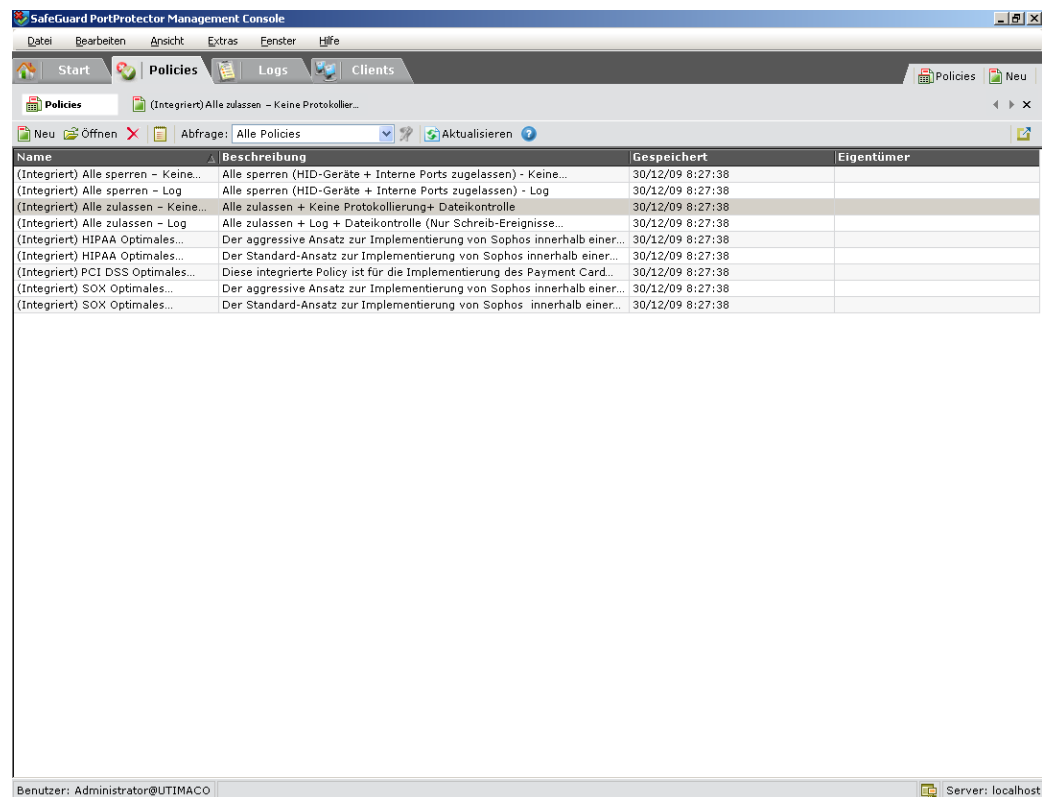 SafeGuard PortProtector Management Console
Datei Bearbeiten Ansicht Extras Fenster Hilfe
Start Policies Logs Clients Policies Neu
Policies (Integriert) Alle zulassen – Keine Protokollier...
Neu Öffnen Abfrage: Alle Policies Aktualisieren
Name Beschreibung Gespeichert Eigentümer
(Integriert) Alle sperren – Keine... Alle sperren (HID-Geräte + Interne Ports zugelassen) - Keine... 30/12/09 8:27:38
(Integriert) Alle sperren – Log Alle sperren (HID-Geräte + Interne Ports zugelassen) - Log 30/12/09 8:27:38
(Integriert) Alle zulassen – Keine... Alle zulassen + Keine Protokollierung+ Dateikontrolle 30/12/09 8:27:38
(Integriert) Alle zulassen – Log Alle zulassen + Log + Dateikontrolle (Nur Schreib-Ereignisse... 30/12/09 8:27:38
(Integriert) HIPAA Optimales... Der aggressive Ansatz zur Implementierung von Sophos innerhalb einer... 30/12/09 8:27:38
(Integriert) HIPAA Optimales... Der Standard-Ansatz zur Implementierung von Sophos innerhalb einer... 30/12/09 8:27:38
(Integriert) PCI DSS Optimales... Diese integrierte Policy ist für die Implementierung des Payment Card... 30/12/09 8:27:38
(Integriert) SOX Optimales... Der aggressive Ansatz zur Implementierung von Sophos innerhalb einer... 30/12/09 8:27:38
(Integriert) SOX Optimales... Der Standard-Ansatz zur Implementierung von Sophos innerhalb einer... 30/12/09 8:27:38
Benutzer: Administrator@UTIMACO Server: localhost